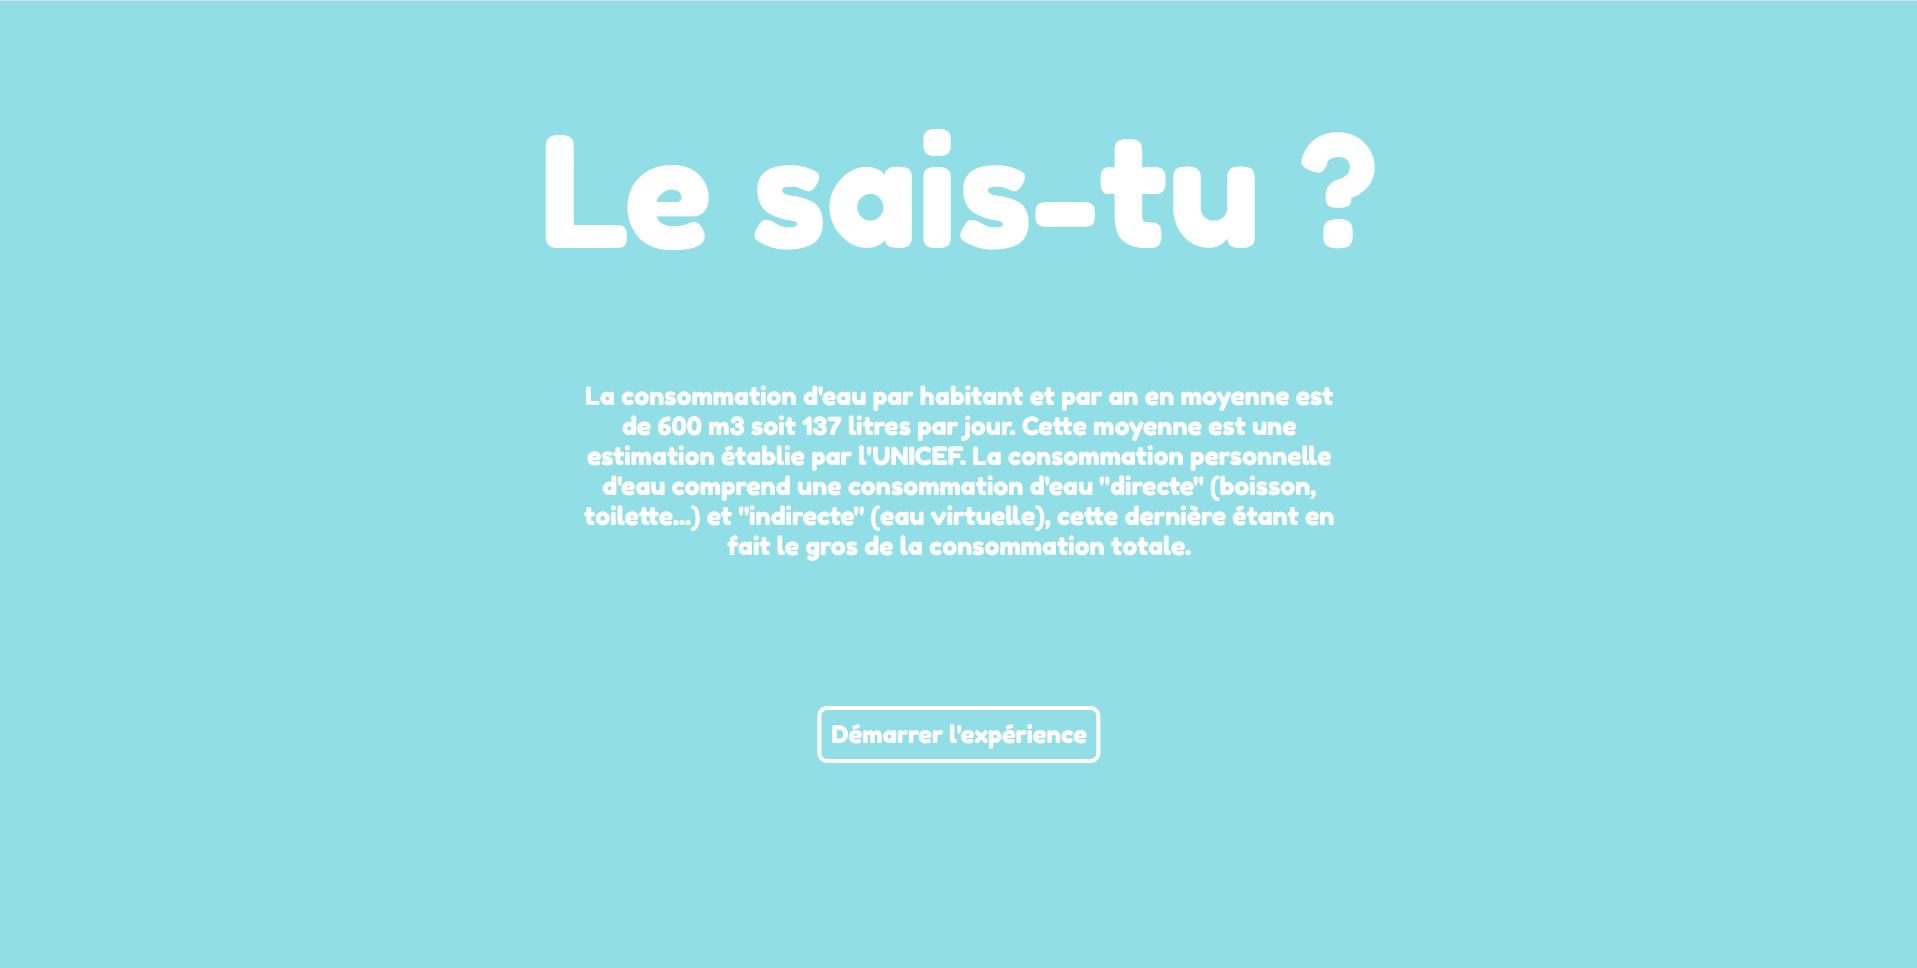 Le sais-tu ?
La consommation d'eau par habitant et par an en moyenne est
de 600 m3 soit 137 litres par jour. Cette moyenne est une
estimation établie par l'UNICEF. La consommation personnelle
d'eau comprend une consommation d'eau "directe" (boisson,
toilette...) et "indirecte" (eau virtuelle), cette dernière étant en
fait le gros de la consommation totale.
Démarrer l'expérience